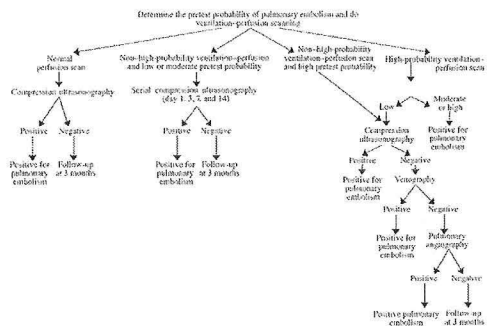 Determine the pretest probability of pulmonary embolism and do
ventilation-perfusion scanning
Normal
perfusion scan
Non-high-probability ventilation-perfusion
and low or moderate pretest probability
Non-high-probability
ventilation-perfusion scan
and high pretest probability
High-probability ventilation-
perfusion scan
Compression ultrasonography
Serial compression ultrasonography
(day 1, 3, 7, and 14)
Low
Moderate
or high
Compression
ultrasonography
Positive for
pulmonary
embolism
Positive
Negative
Positive
Negative
Positive for
pulmonary
embolism
Follow-up
at 3 months
Positive for
pulmonary
embolism
Follow-up
at 3 months
Positive
Negative
Positive for
pulmonary
embolism
Venography
Positive
Negative
Positive for
pulmonary
embolism
Pulmonary
angiography
Positive
Negative
Positive pulmonary
embolism
Follow-up
at 3 months